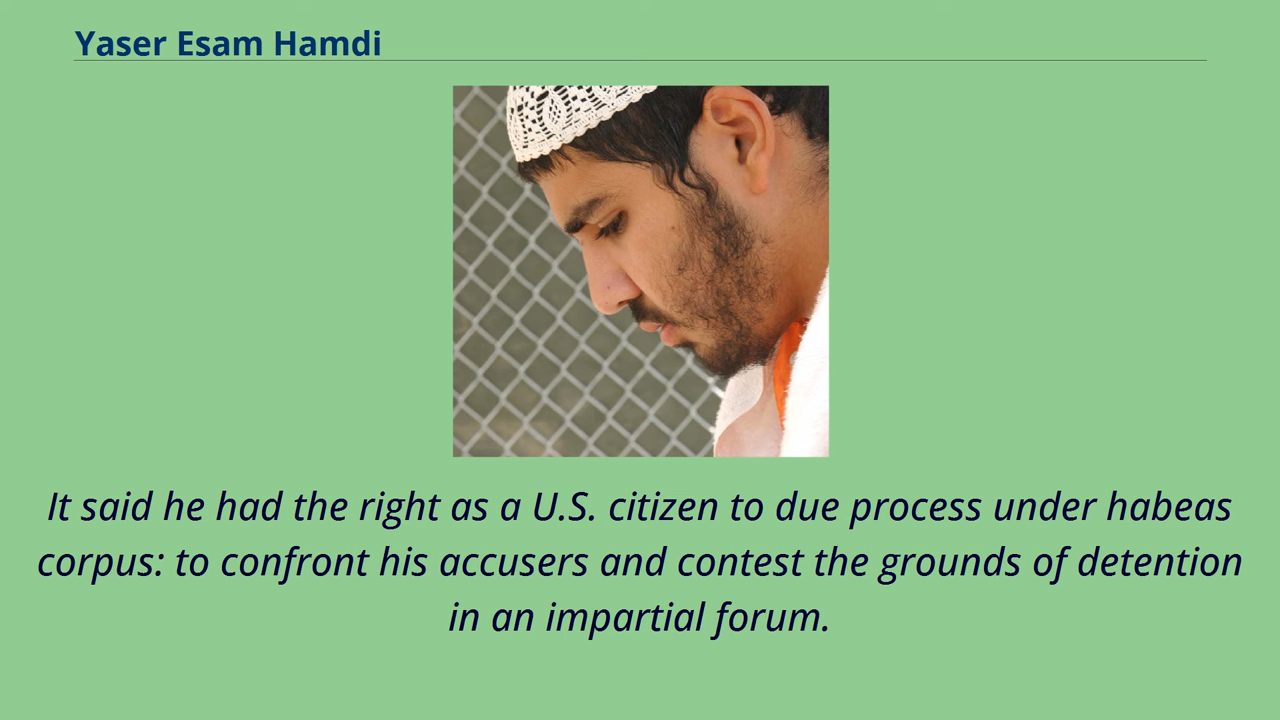 Yaser Esam Hamdi
It said he had the right as a U.S. citizen to due process under habeas
corpus: to confront his accusers and contest the grounds of detention
in an impartial forum.